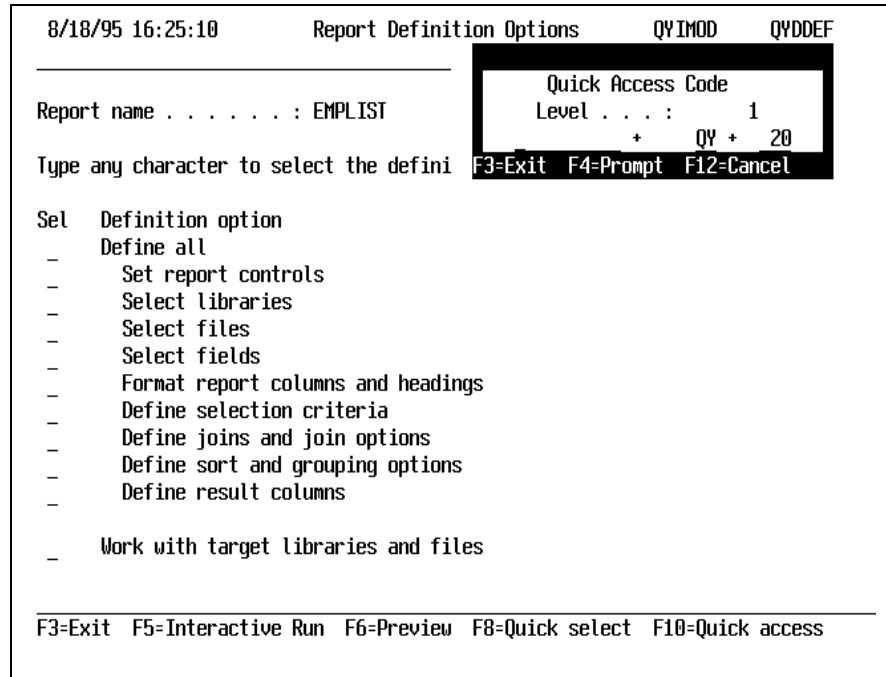 8/18/95 16:25:10 Report Definition Options QYIMOD QYDDEF
Quick Access Code
Report name . . . . . . : EMPLIST Level . . . : 1
+ QY + 20
Type any character to select the defini F3=Exit F4=Prompt F12=Cancel
Sel Definition option
_ Define all
_ Set report controls
_ Select libraries
_ Select files
_ Select fields
_ Format report columns and headings
_ Define selection criteria
_ Define joins and join options
_ Define sort and grouping options
_ Define result columns
_ Work with target libraries and files
F3=Exit F5=Interactive Run F6=Preview F8=Quick select F10=Quick access